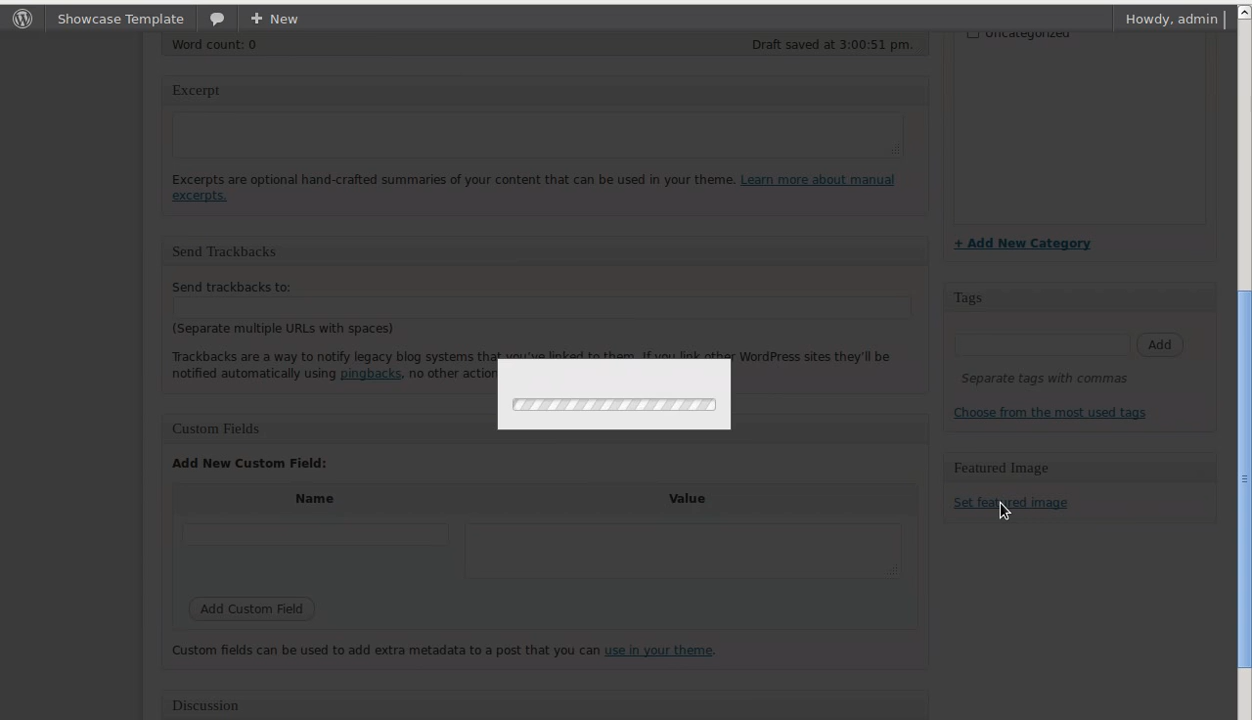 Showcase Template
+ New
Howdy, admin
Word count: 0
Draft saved at 3:00:51 pm.
Uncategorized
Excerpt
Excerpts are optional hand-crafted summaries of your content that can be used in your theme. Learn more about manual
excerpts.
+ Add New Category
Send Trackbacks
Send trackbacks to:
(Separate multiple URLs with spaces)
Trackbacks are a way to notify legacy blog systems that you've linked to them. If you link other WordPress sites they'll be
notified automatically using pingbacks, no other action
Tags
Add
Separate tags with commas
Choose from the most used tags
Custom Fields
Add New Custom Field:
Name Value
Add Custom Field
Custom fields can be used to add extra metadata to a post that you can use in your theme.
Featured Image
Set featured image
Discussion